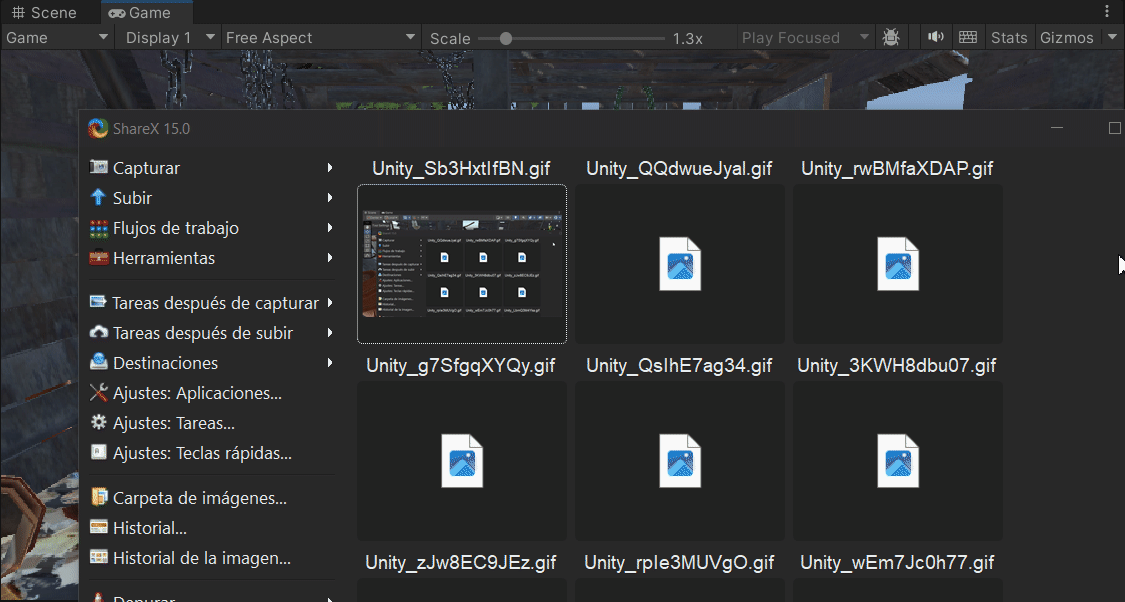 Scene Game
Game Display 1 Free Aspect Scale 1.3x Play Focused Stats Gizmos
ShareX 15.0
Capturar
Subir
Flujos de trabajo
Herramientas
Tareas después de capturar
Tareas después de subir
Destinaciones
Ajustes: Aplicaciones...
Ajustes: Tareas...
Ajustes: Teclas rápidas...
Carpeta de imágenes...
Historial...
Historial de la imagen...
Depurar
Unity_Sb3HxtIfBN.gif Unity_QQdwueJyal.gif Unity_rwBMfaXDAP.gif
Unity_g7SfgqXYQy.gif Unity_QsIhE7ag34.gif Unity_3KWH8dbu07.gif
Unity_zJw8EC9JEz.gif Unity_rpIe3MUVgO.gif Unity_wEm7Jc0h77.gif